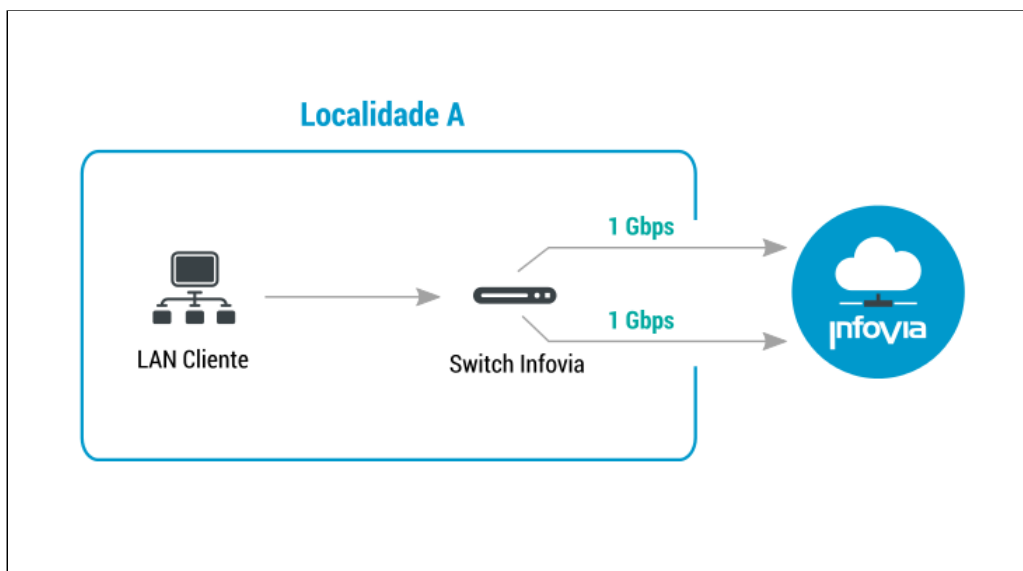 Localidade A
1 Gbps
1 Gbps
LAN Cliente
Switch Infovia
infovia